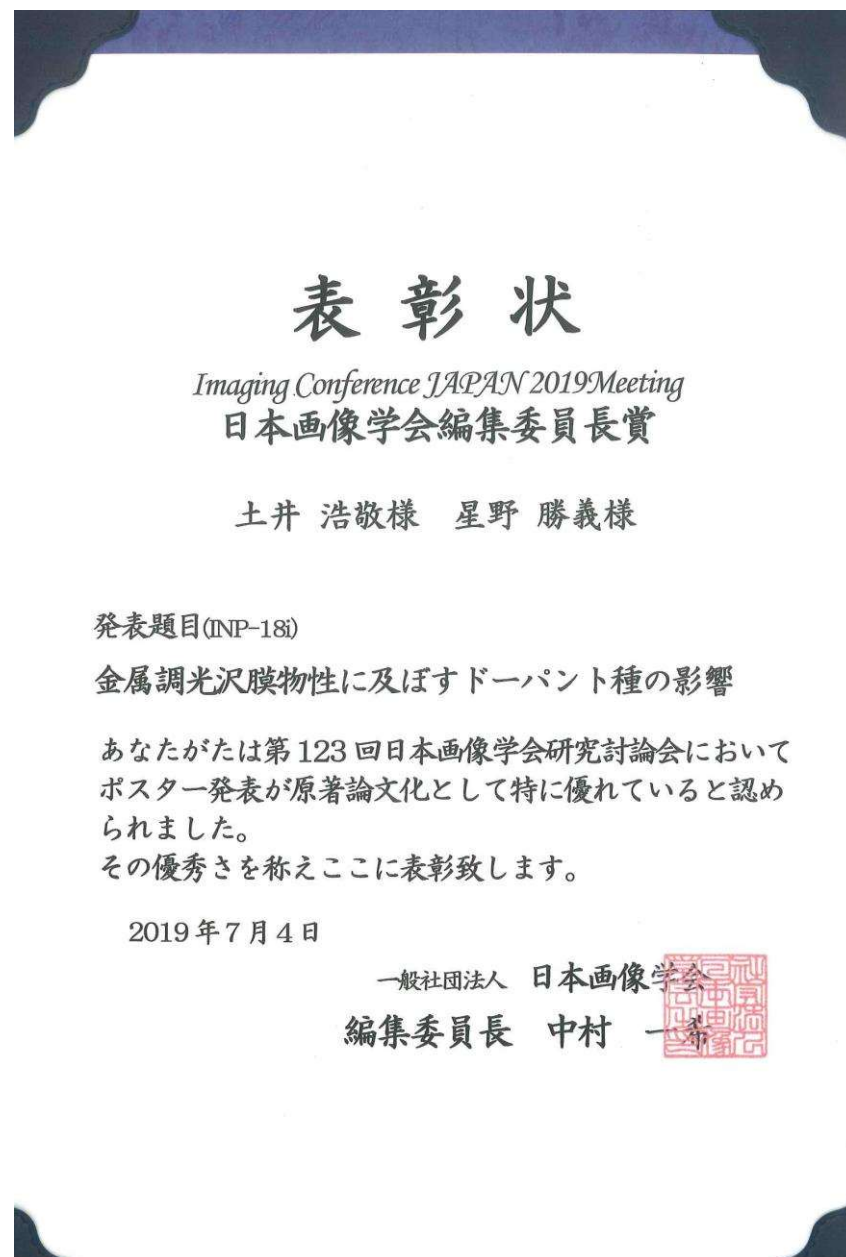 表彰状
Imaging Conference JAPAN 2019Meeting
日本画像学会編集委員長賞
土井 浩敬様 星野 勝義様
発表題目(INP-18i)
金属調光沢膜物性に及ぼすドーパント種の影響
あなたがたは第123回日本画像学会研究討論会において
ポスター発表が原著論文化として特に優れていると認め
られました。
その優秀さを称えここに表彰致します。
2019年7月4日
一般社団法人 日本画像学会
編集委員長 中村 一希